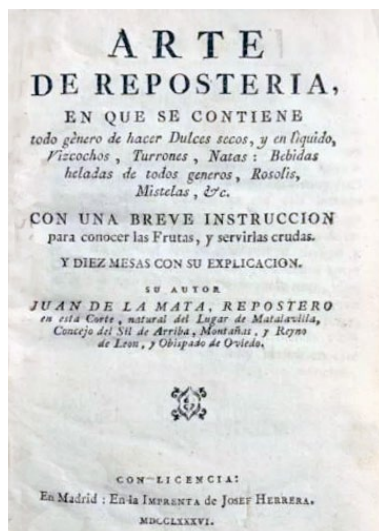 ARTE
DE REPOSTERIA,
EN QUE SE CONTIENE
todo gènero de hacer Dulces secos, y en lìquido,
Vizcochos, Turrones, Natas: Bebidas
heladas de todos generos, Rosolis,
Mistelas, &c.
CON UNA BREVE INSTRUCCION
para conocer las Frutas, y servirlas crudas.
Y DIEZ MESAS CON SU EXPLICACION.
SU AUTOR
JUAN DE LA MATA, REPOSTERO
en esta Corte, natural del Lugar de Matalavilla,
Concejo del Sil de Arriba, Montañas, y Reyno
de Leon, y Obispado de Oviedo.
CON LICENCIA:
En Madrid: En la IMPRENTA de JOSEF HERRERA.
MDCCLXXXVI.